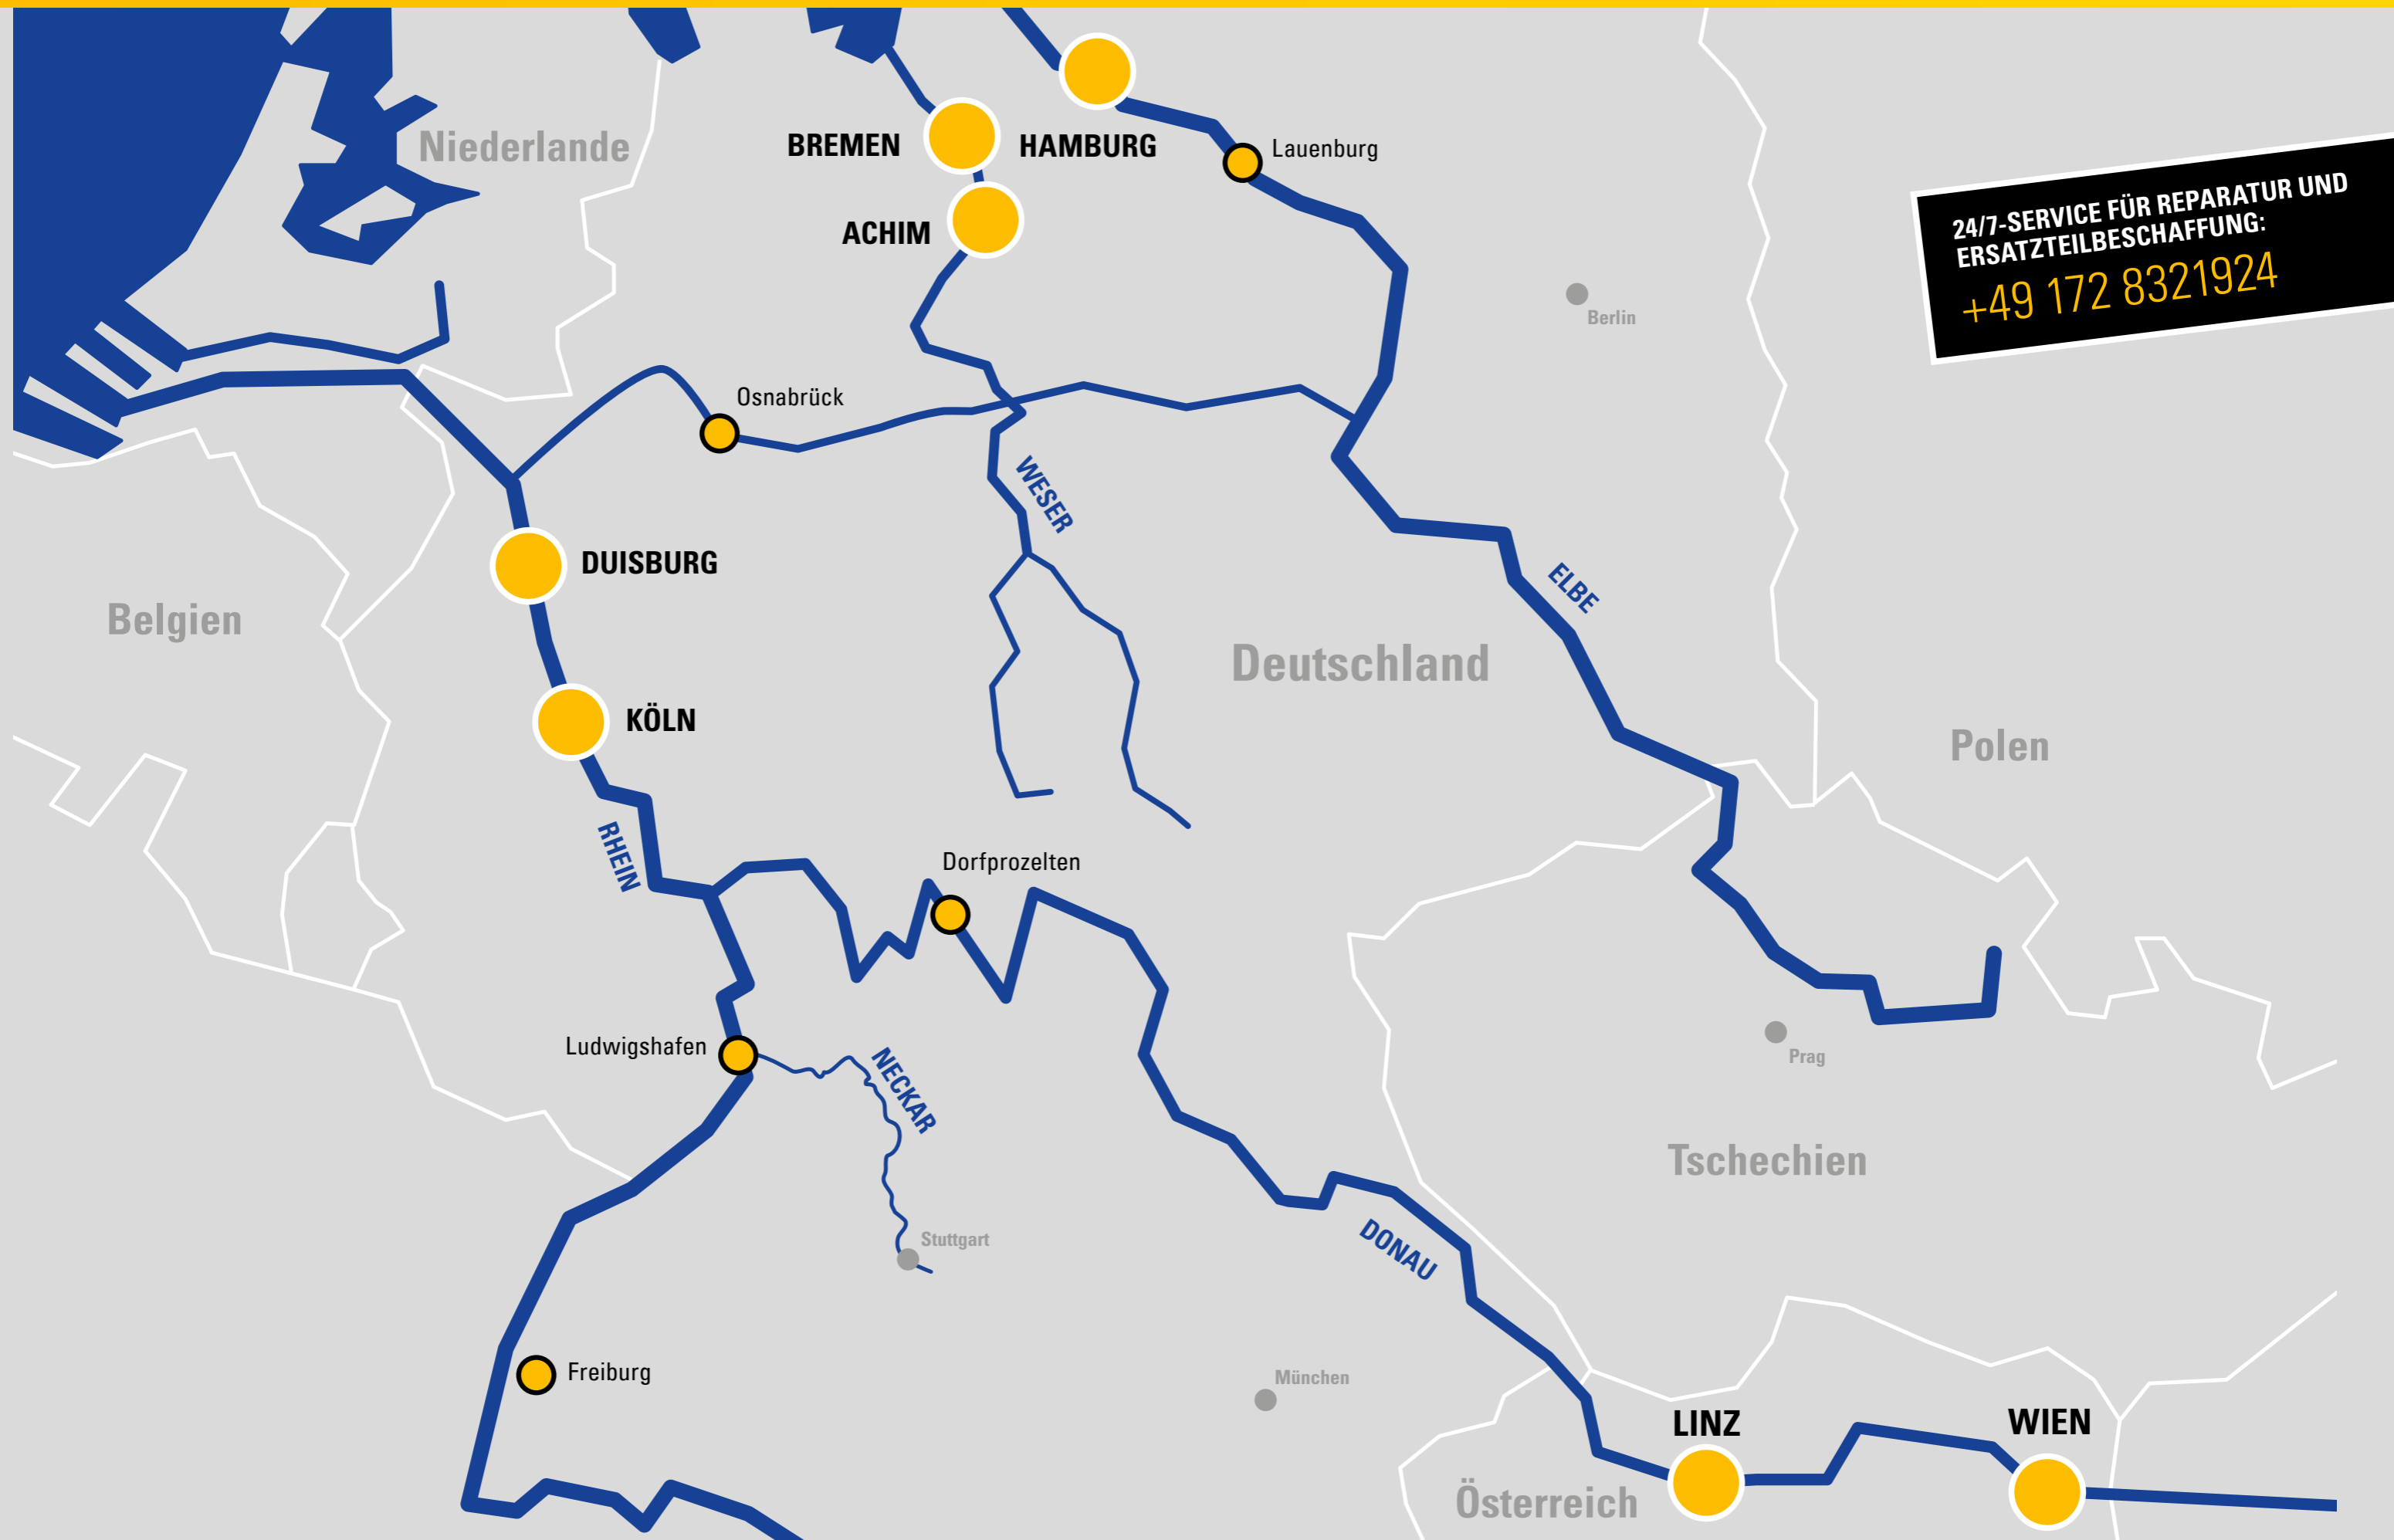 Niederlande
BREMEN
HAMBURG
Lauenburg
ACHIM
24/7-SERVICE FÜR REPARATUR UND
ERSATZTEILBESCHAFFUNG:
+49 172 8321924
Berlin
Osnabrück
WESER
DUISBURG
ELBE
Belgien
Deutschland
KÖLN
Polen
RHEIN
Dorfprozelten
Ludwigshafen
NECKAR
Prag
Tschechien
Stuttgart
DONAU
Freiburg
München
LINZ
WIEN
Österreich